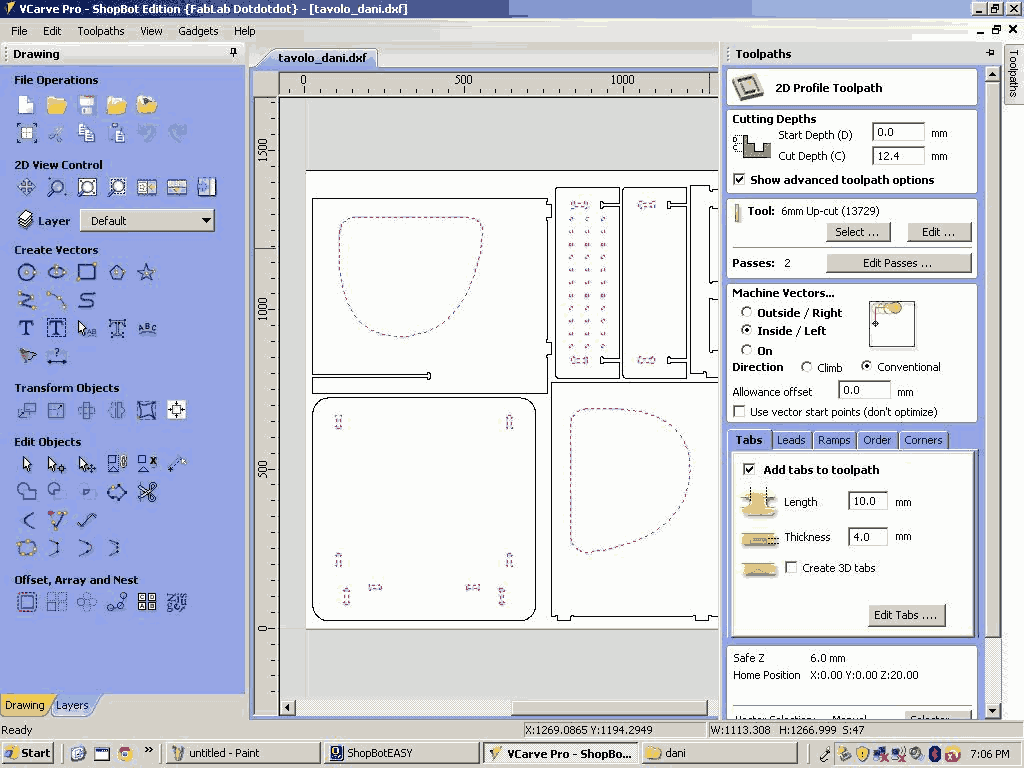 VCarve Pro - ShopBot Edition {FabLab Dotdotdot} - [tavolo_dani.dxf]
File Edit Toolpaths View Gadgets Help
Drawing
File Operations
2D View Control
Layer Default
Create Vectors
Transform Objects
Edit Objects
Offset, Array and Nest
Drawing Layers
tavolo_dani.dxf
0 500 1000
1500
1000
500
0
Toolpaths
Toolpaths
2D Profile Toolpath
Cutting Depths
Start Depth (D) 0.0 mm
Cut Depth (C) 12.4 mm
Show advanced toolpath options
Tool: 6mm Up-cut (13729)
Select ... Edit ...
Passes: 2 Edit Passes ...
Machine Vectors...
Outside / Right
Inside / Left
On
Direction Climb Conventional
Allowance offset 0.0 mm
Use vector start points (don't optimize)
Tabs Leads Ramps Order Corners
Add tabs to toolpath
Length 10.0 mm
Thickness 4.0 mm
Create 3D tabs
Edit Tabs ....
Safe Z 6.0 mm
Home Position X:0.00 Y:0.00 Z:20.00
Vector Selection: Manual Selector
Ready
X:1269.0865 Y:1194.2949
W:1113.308 H:1266.999 S:47
Start
untitled - Paint
ShopBotEASY
VCarve Pro - ShopBo...
dani
7:06 PM